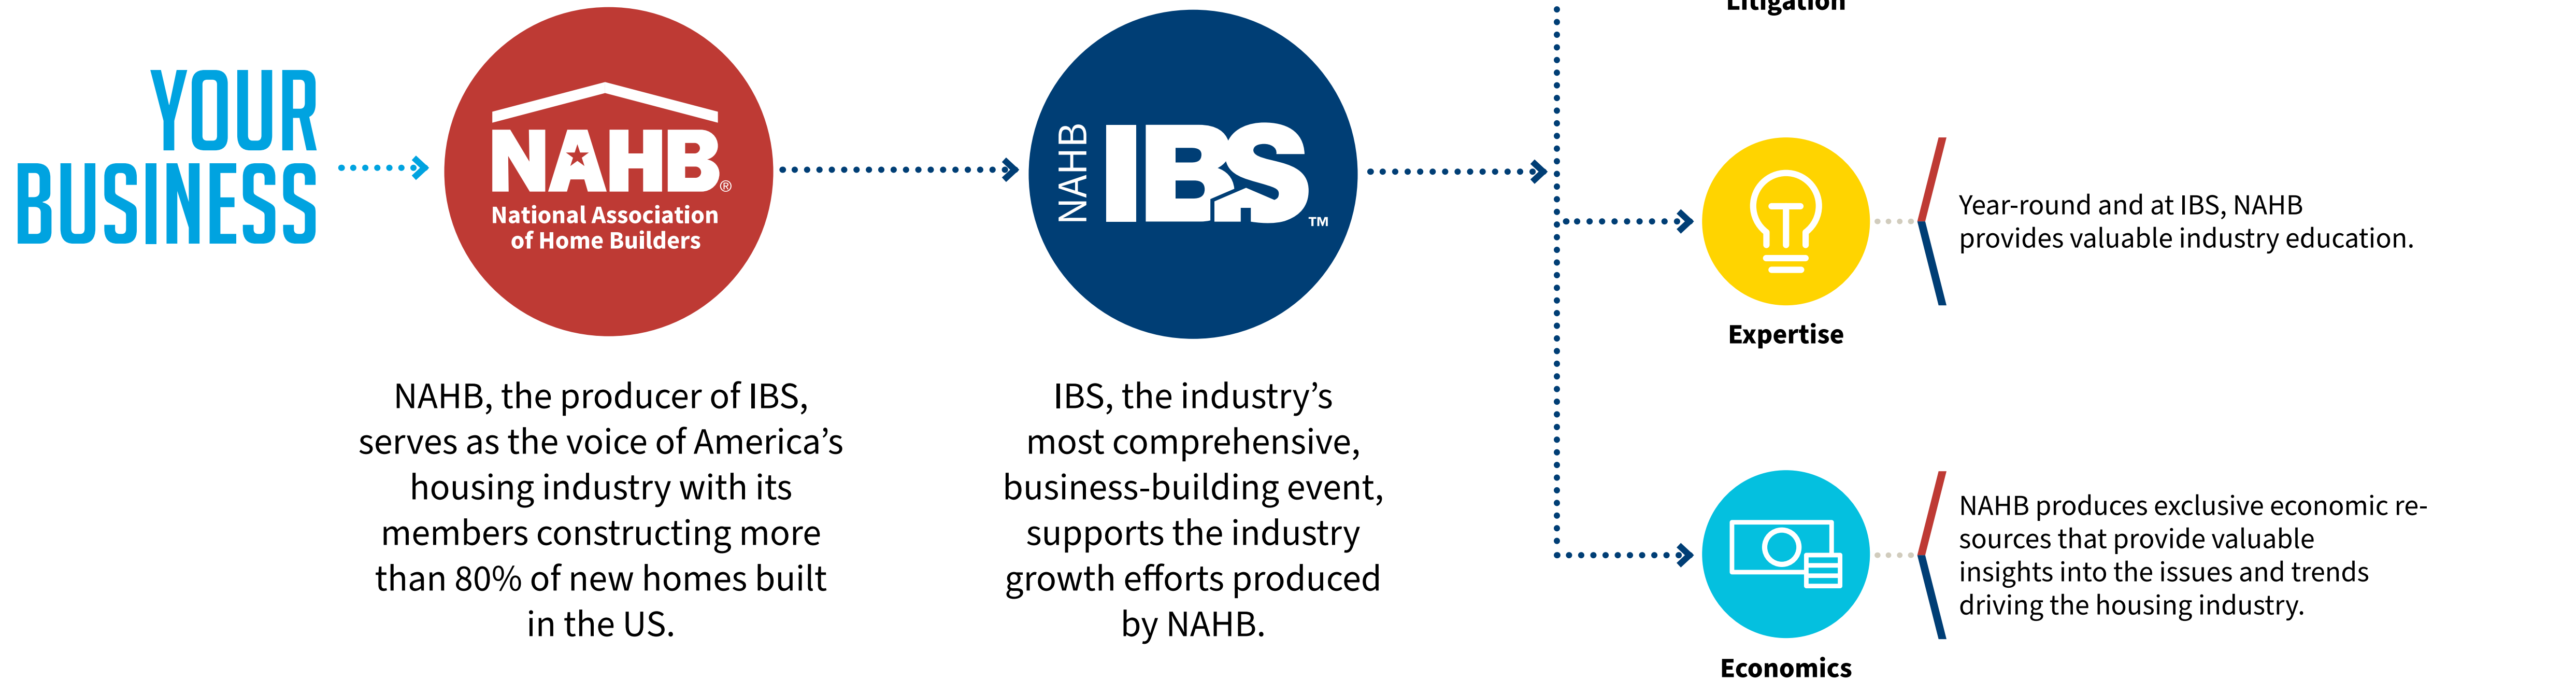 Litigation
YOUR
BUSINESS
NAHB®
National Association
of Home Builders
NAHB, the producer of IBS,
serves as the voice of America’s
housing industry with its
members constructing more
than 80% of new homes built
in the US.
NAHB
IBS™
IBS, the industry’s
most comprehensive,
business-building event,
supports the industry
growth efforts produced
by NAHB.
Expertise
Year-round and at IBS, NAHB
provides valuable industry education.
Economics
NAHB produces exclusive economic re-
sources that provide valuable
insights into the issues and trends
driving the housing industry.